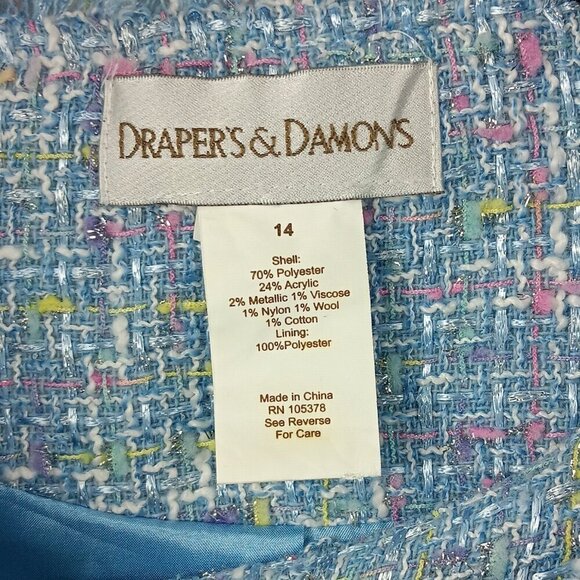 DRAPER'S & DAMON'S
14
Shell:
70% Polyester
24% Acrylic
2% Metallic 1% Viscose
1% Nylon 1% Wool
1% Cotton
Lining:
100%Polyester
Made in China
RN 105378
See Reverse
For Care